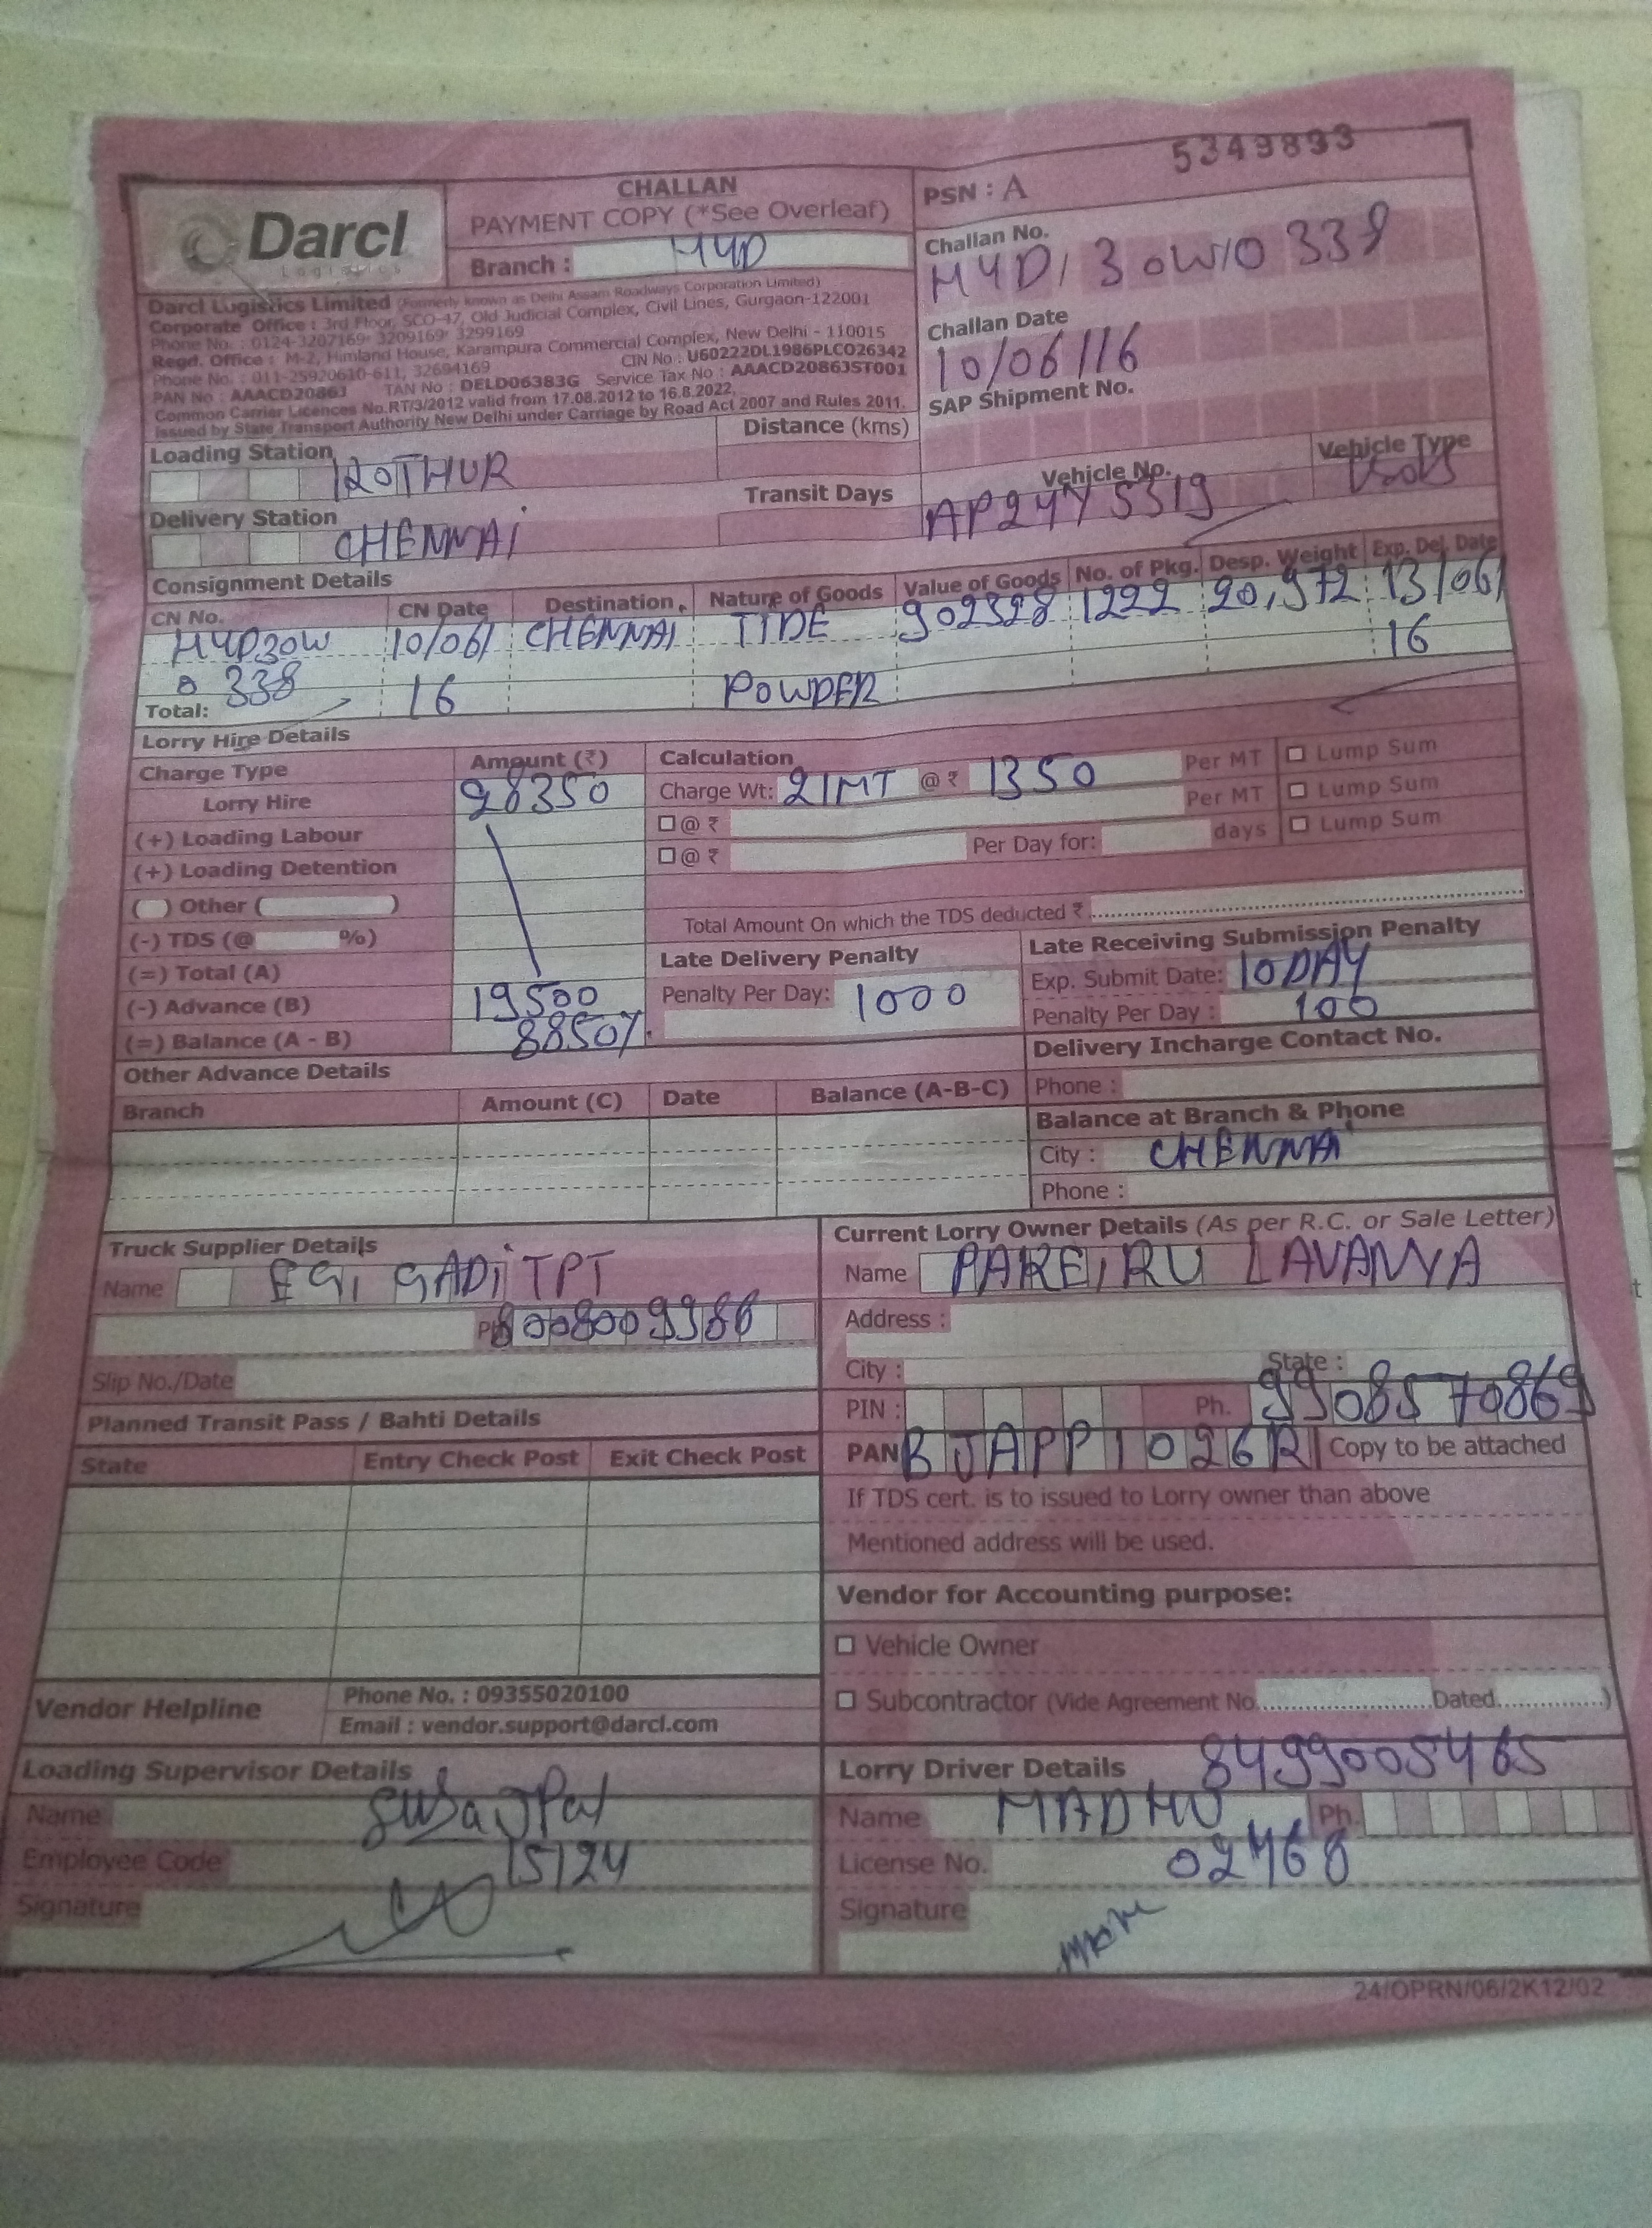 5349893
Darcl
Logistics
CHALLAN
PAYMENT COPY (*See Overleaf)
Branch : HYD
PSN : A
Challan No.
HYD/30W/0338
Challan Date
10/06/16
SAP Shipment No.
Darcl Logistics Limited (Formerly known as Delhi Assam Roadways Corporation Limited)
Corporate Office : 3rd Floor, SCO-47, Old Judicial Complex, Civil Lines, Gurgaon-122001
Phone No. : 0124-3207169, 3209169, 3299169
Regd. Office : M-2, Himland House, Karampura Commercial Complex, New Delhi - 110015
Phone No. : 011-25920610-611, 32694169 CIN No : U60222DL1986PLC026342
PAN No : AAACD2086J TAN No : DELD06383G Service Tax No : AAACD2086JST001
Common Carrier Licences No.RT/3/2012 valid from 17.08.2012 to 16.8.2022,
Issued by State Transport Authority New Delhi under Carriage by Road Act 2007 and Rules 2011.
Loading Station Distance (kms)
KOTHUR
Delivery Station Transit Days
CHENNAI
Vehicle No. Vehicle Type
AP24Y5319
Consignment Details
CN No. CN Date Destination Nature of Goods Value of Goods No. of Pkg. Desp. Weight Exp. Del. Date
HYD30W 10/06/ CHENNAI TIDE 902328 1222 20,972 13/06/
0338 16 POWDER 16
Total:
Lorry Hire Details
Charge Type Amount (₹) Calculation
Lorry Hire 28350 Charge Wt: 21MT @ ₹ 1350 Per MT Lump Sum
(+) Loading Labour @ ₹ Per MT Lump Sum
(+) Loading Detention @ ₹ Per Day for: days Lump Sum
( ) Other ( )
(-) TDS (@ %) Total Amount On which the TDS deducted ₹
(=) Total (A)
(-) Advance (B) 19500
(=) Balance (A - B) 8850/.
Late Delivery Penalty
Penalty Per Day: 1000
Late Receiving Submission Penalty
Exp. Submit Date: 10 DAY
Penalty Per Day : 100
Delivery Incharge Contact No.
Phone :
Other Advance Details
Branch Amount (C) Date Balance (A-B-C)
Balance at Branch & Phone
City : CHENNAI
Phone :
Truck Supplier Details
Name
TPT
Ph 8008009986
Slip No./Date
Current Lorry Owner Details (As per R.C. or Sale Letter)
Name LAVANYA
Address :
City : State :
PIN : Ph. 9908570869
PAN BJAPP1026R Copy to be attached
If TDS cert. is to issued to Lorry owner than above
Mentioned address will be used.
Planned Transit Pass / Bahti Details
State Entry Check Post Exit Check Post
Vendor for Accounting purpose:
Vehicle Owner
Subcontractor (Vide Agreement No..............Dated..............)
Vendor Helpline
Phone No. : 09355020100
Email : vendor.support@darcl.com
Loading Supervisor Details
Name
Employee Code 15124
Signature
Lorry Driver Details 8499005465
Name MADHU Ph.
License No. 02468
Signature
24/OPRN/06/2K12/02